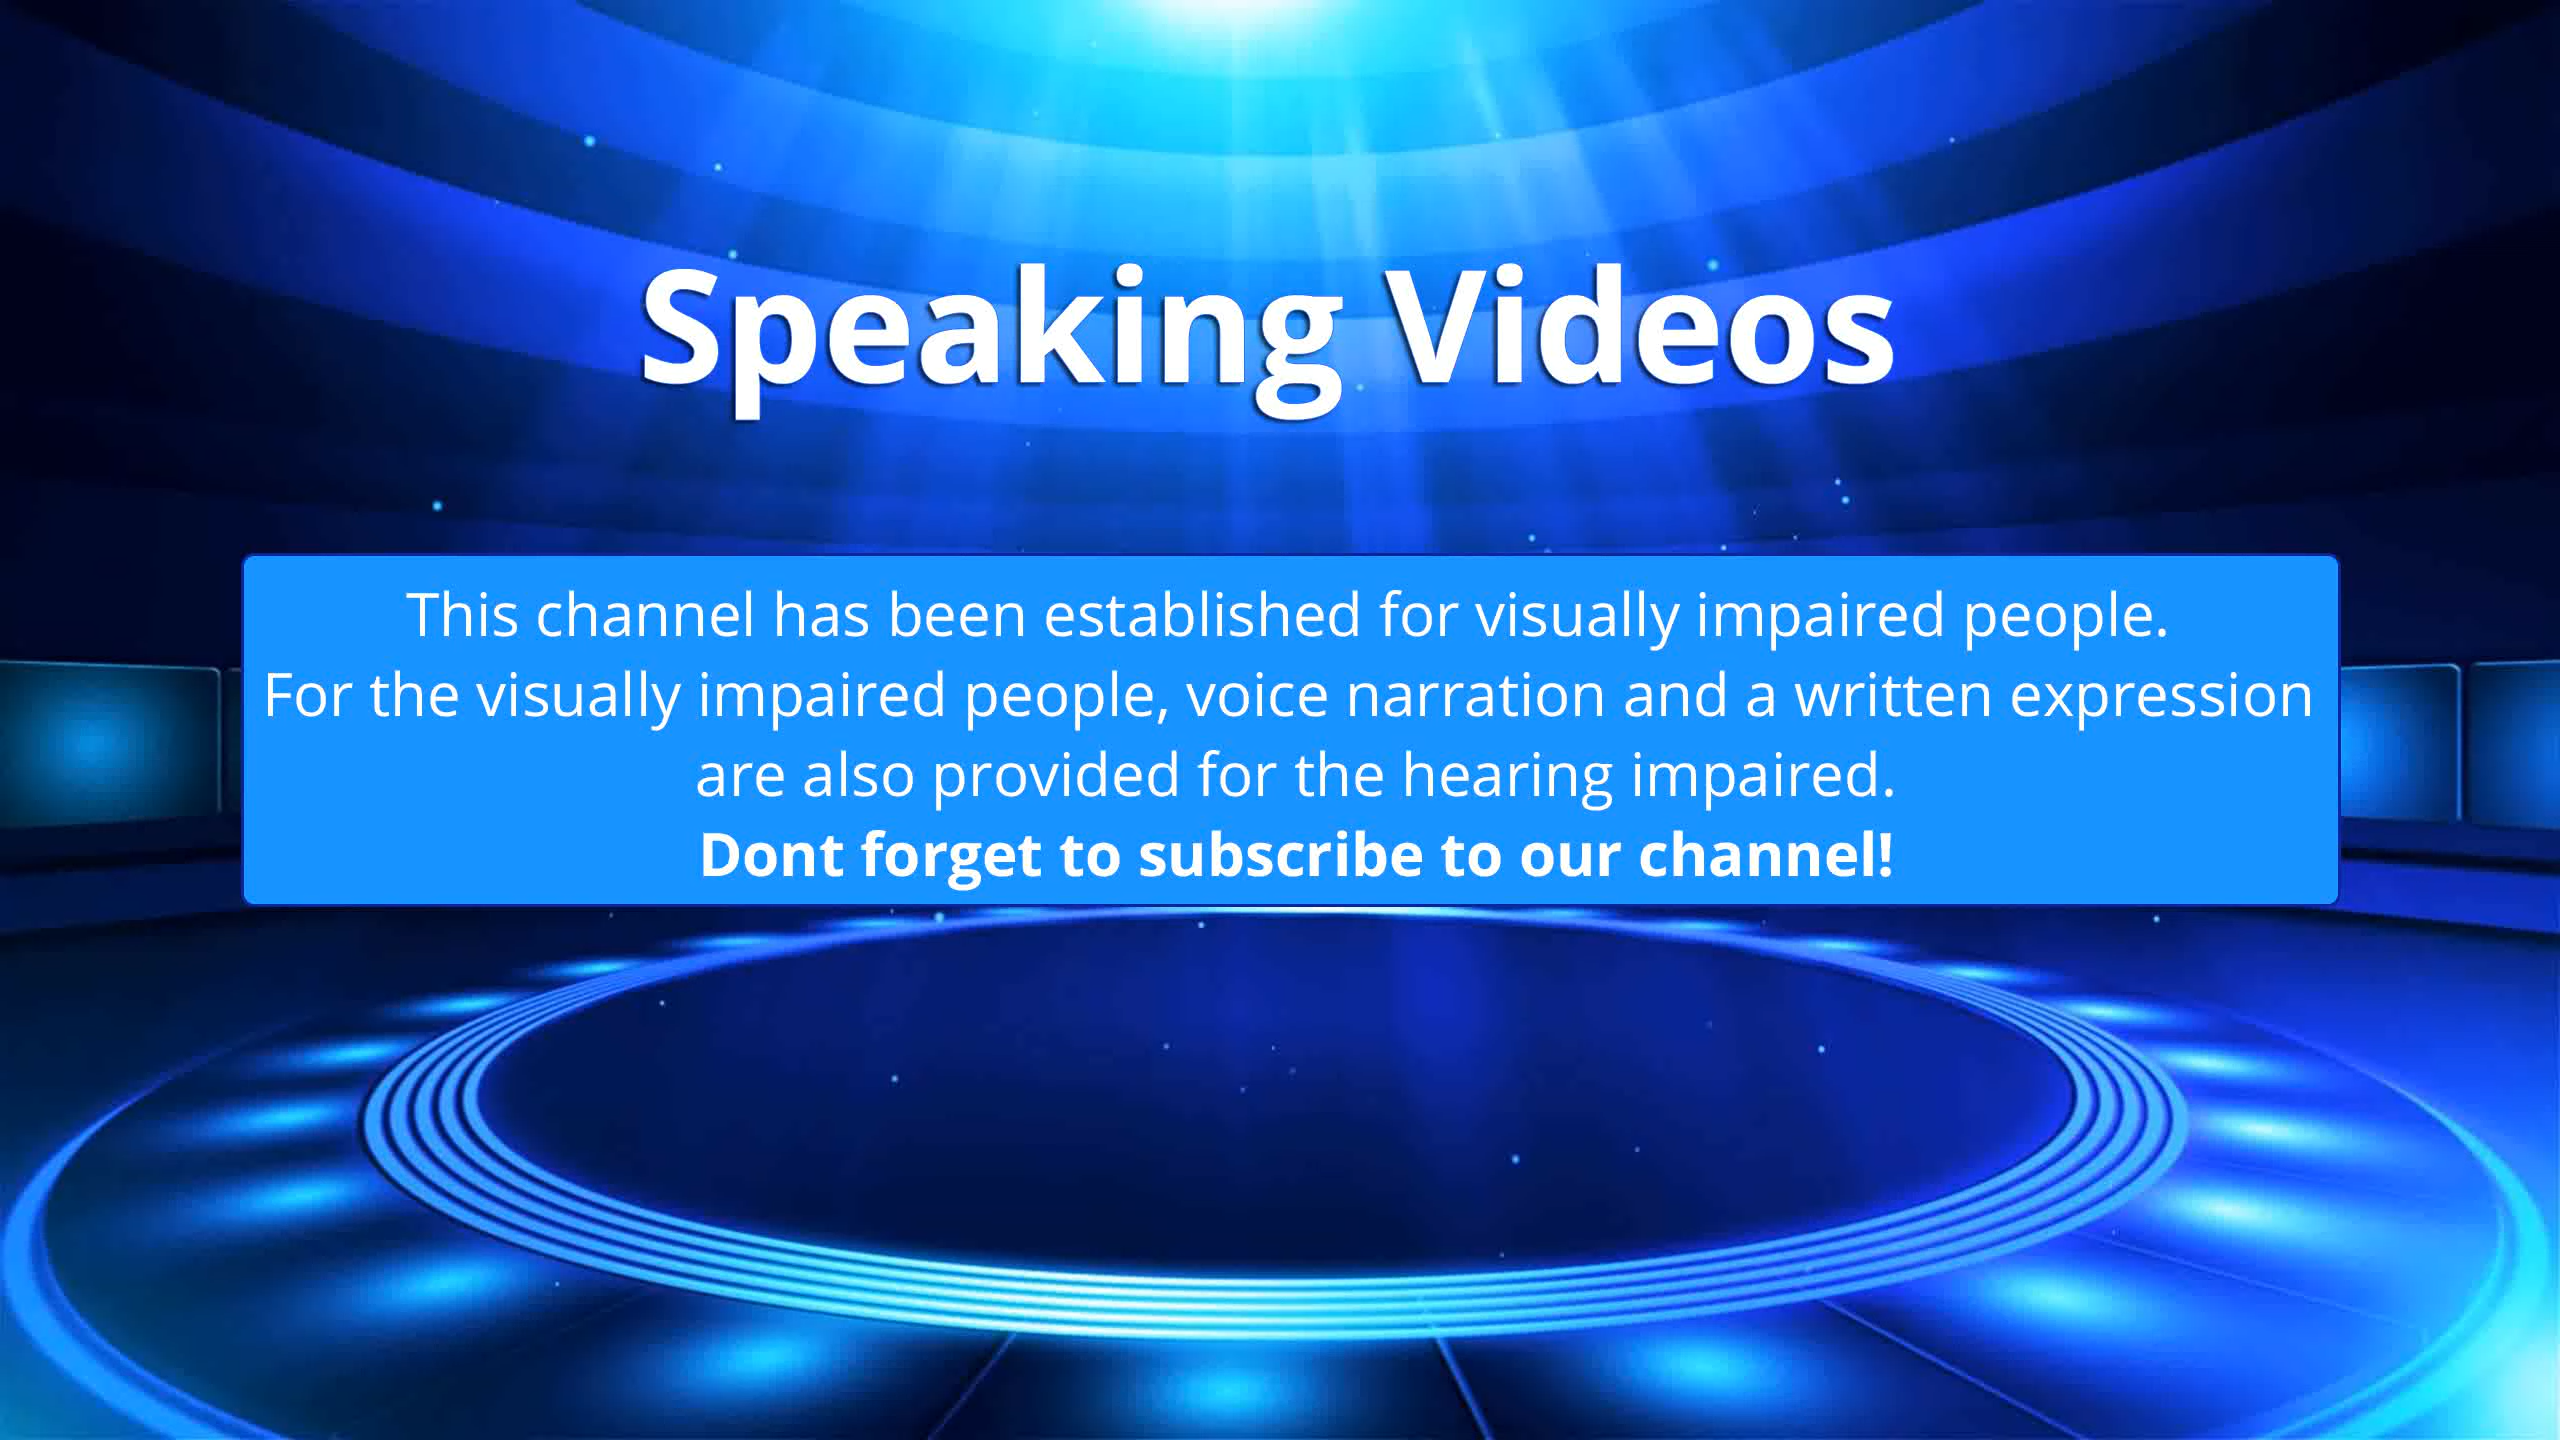 Speaking Videos
This channel has been established for visually impaired people.
For the visually impaired people, voice narration and a written expression
are also provided for the hearing impaired.
Dont forget to subscribe to our channel!